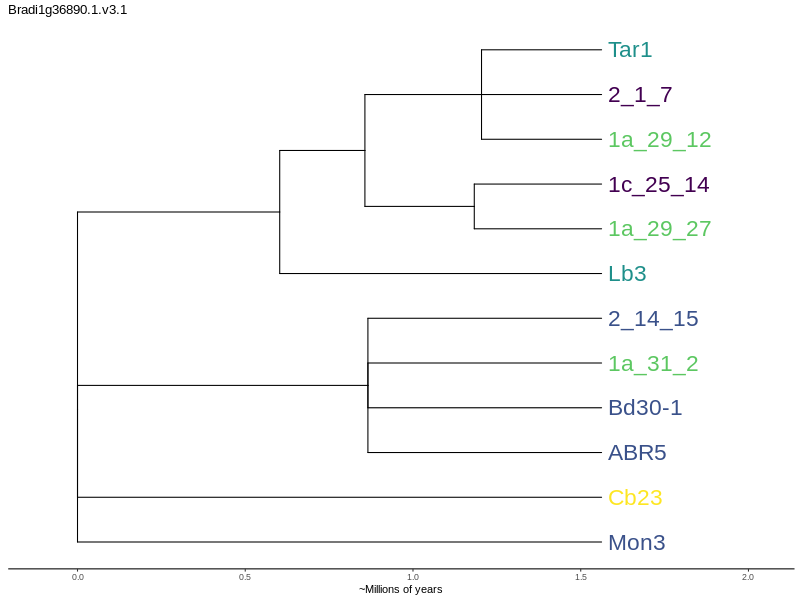 Bradi1g36890.1.v3.1
Tar1
2_1_7
1a_29_12
1c_25_14
1a_29_27
Lb3
2_14_15
1a_31_2
Bd30-1
ABR5
Cb23
Mon3
0.0 0.5 1.0 1.5 2.0
~Millions of years